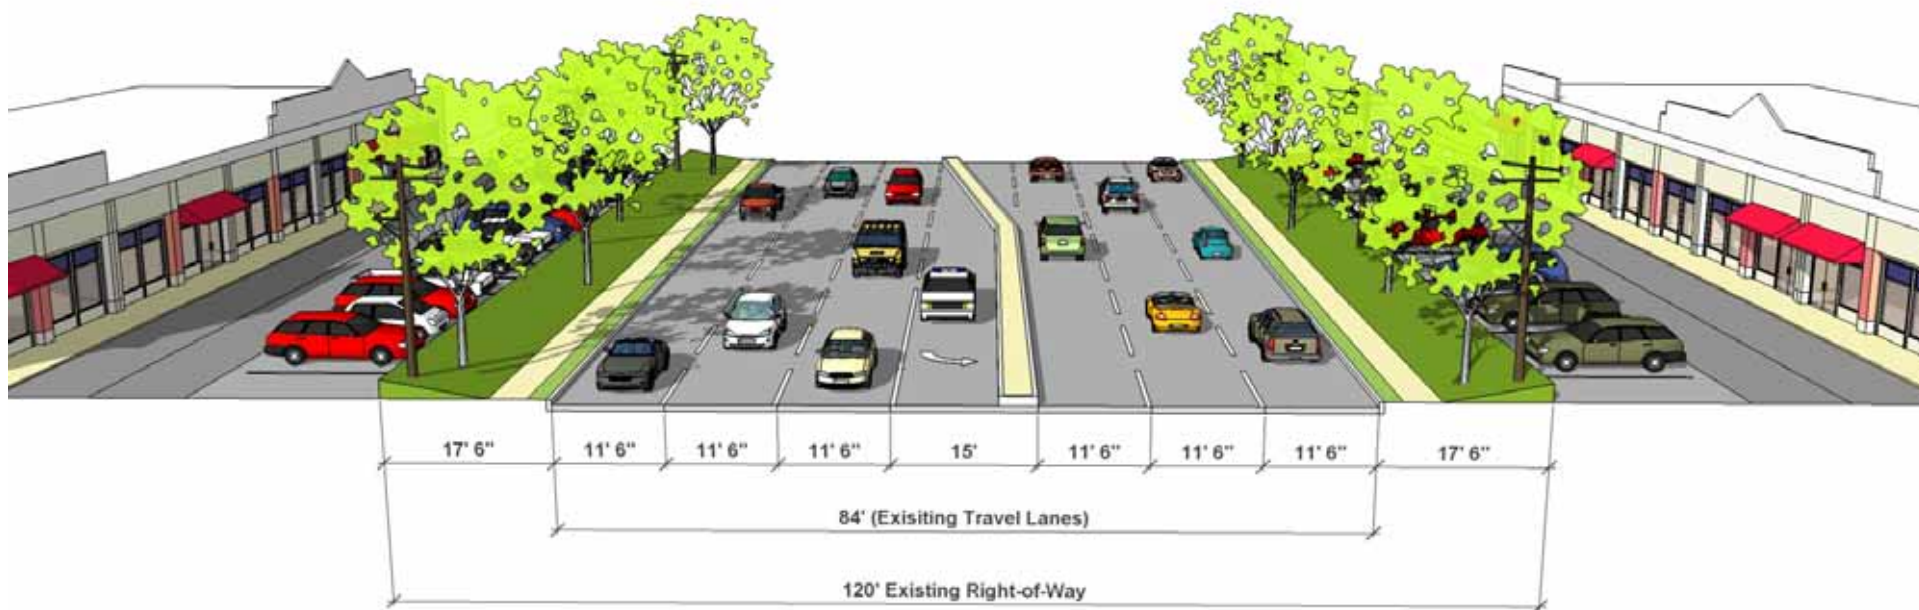 17' 6" 11' 6" 11' 6" 11' 6" 15' 11' 6" 11' 6" 11' 6" 17' 6"
84' (Exisiting Travel Lanes)
120' Existing Right-of-Way